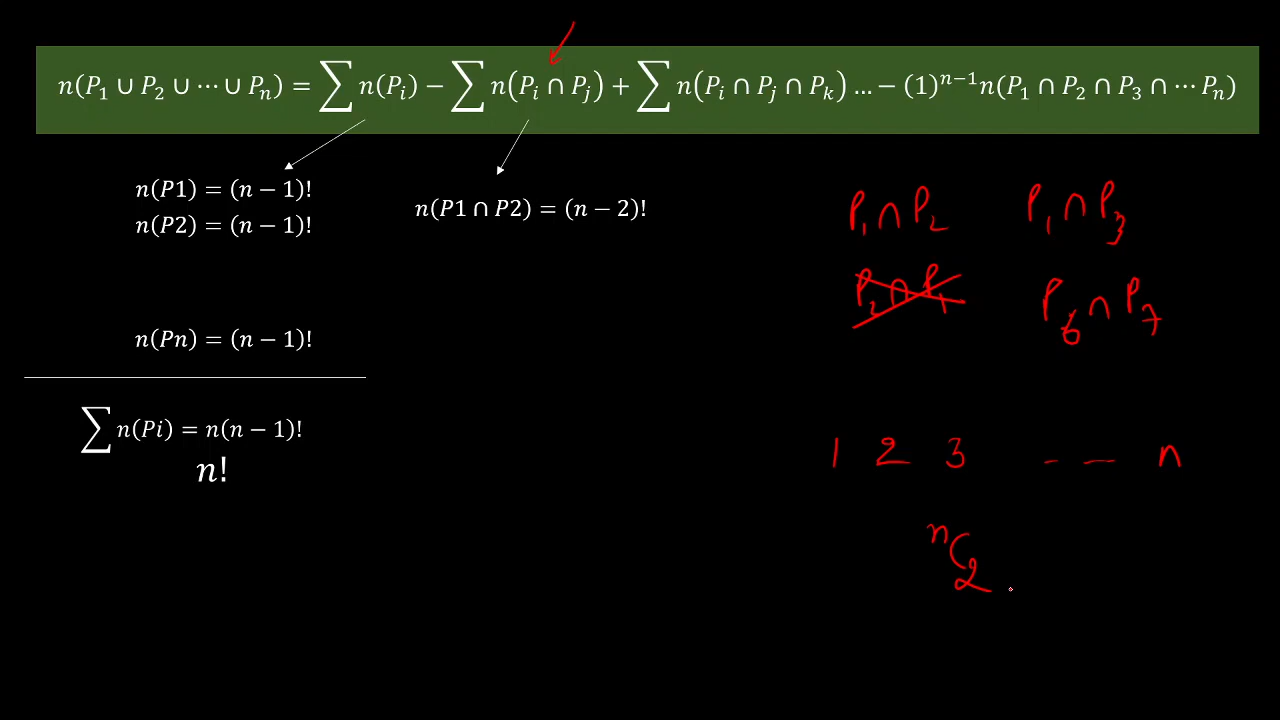 n(P₁ ∪ P₂ ∪ ⋯ ∪ Pₙ) = ∑ n(Pᵢ) − ∑ n(Pᵢ ∩ Pⱼ) + ∑ n(Pᵢ ∩ Pⱼ ∩ Pₖ) … − (1)ⁿ⁻¹n(P₁ ∩ P₂ ∩ P₃ ∩ ⋯ Pₙ)
n(P1) = (n − 1)!
n(P2) = (n − 1)!
n(P1 ∩ P2) = (n − 2)!
P₁ ∩ P₂ P₁ ∩ P₃
P₂ ∩ P₁ P₆ ∩ P₇
n(Pn) = (n − 1)!
∑ n(Pi) = n(n − 1)!
n!
1 2 3 - — n
ⁿC₂